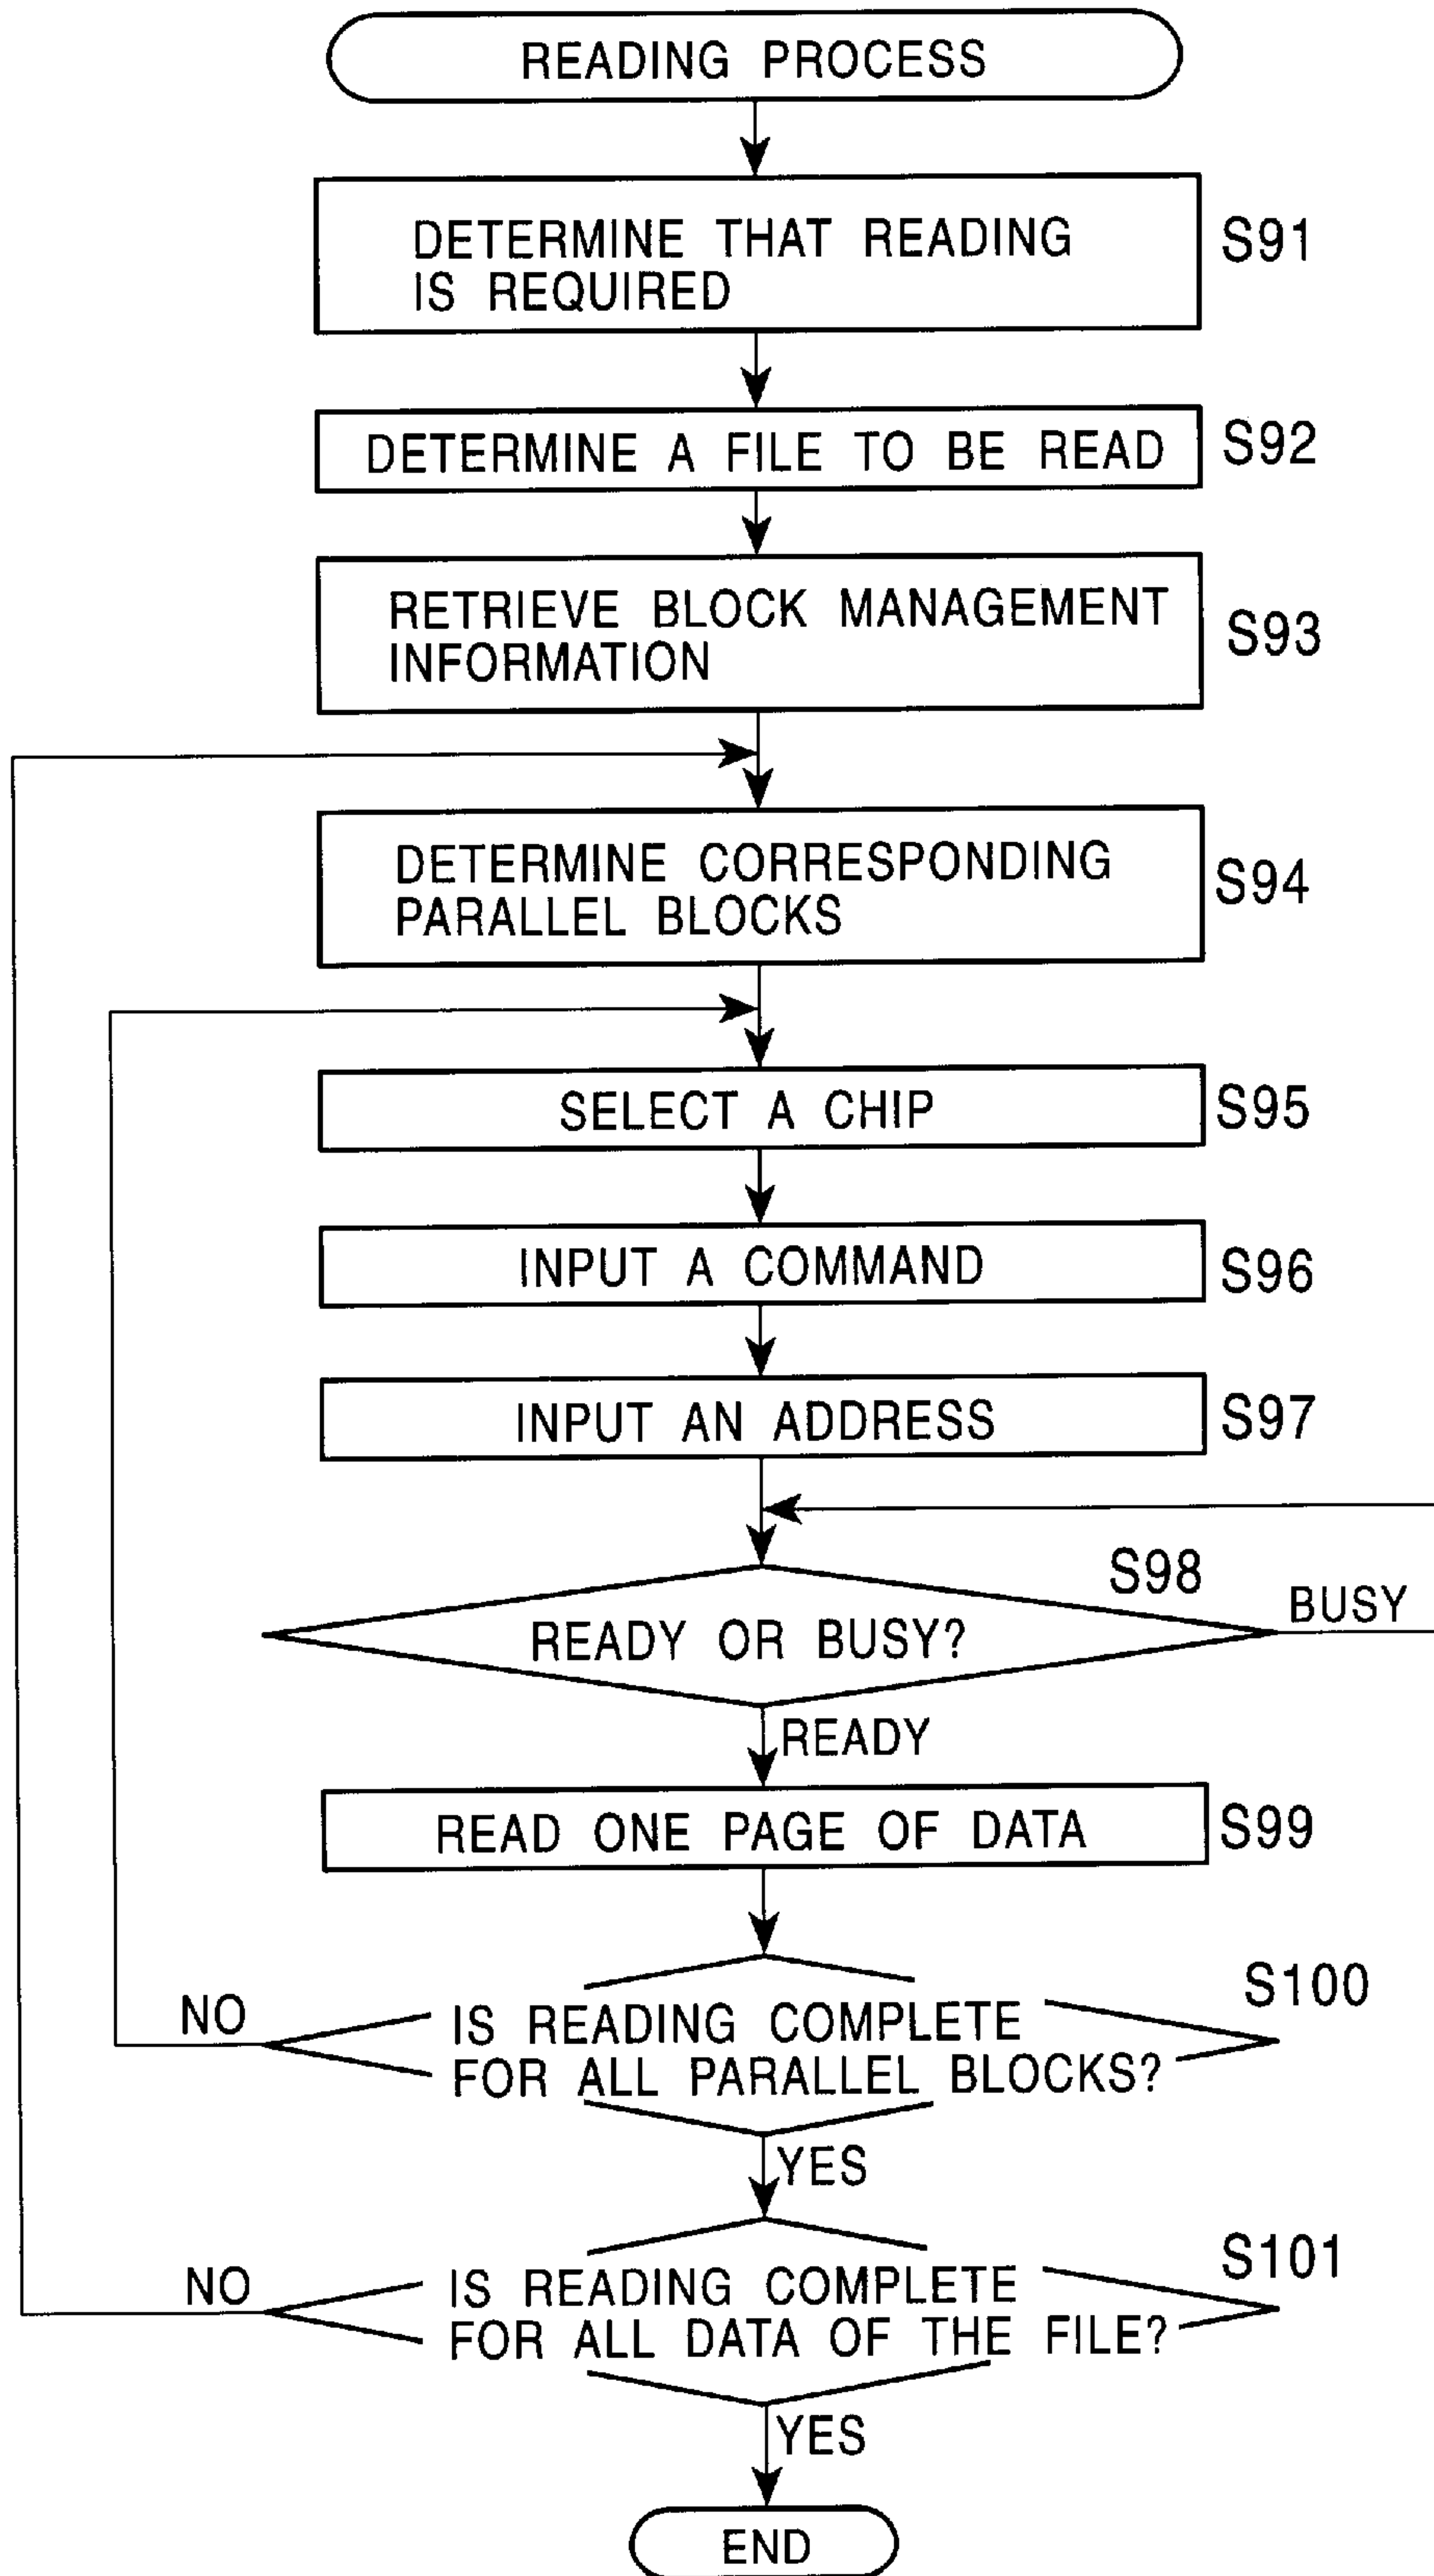 READING PROCESS
DETERMINE THAT READING
IS REQUIRED
S91
DETERMINE A FILE TO BE READ
S92
RETRIEVE BLOCK MANAGEMENT
INFORMATION
S93
DETERMINE CORRESPONDING
PARALLEL BLOCKS
S94
SELECT A CHIP
S95
INPUT A COMMAND
S96
INPUT AN ADDRESS
S97
S98
READY OR BUSY?
BUSY
READY
READ ONE PAGE OF DATA
S99
S100
NO
IS READING COMPLETE
FOR ALL PARALLEL BLOCKS?
YES
S101
NO
IS READING COMPLETE
FOR ALL DATA OF THE FILE?
YES
END